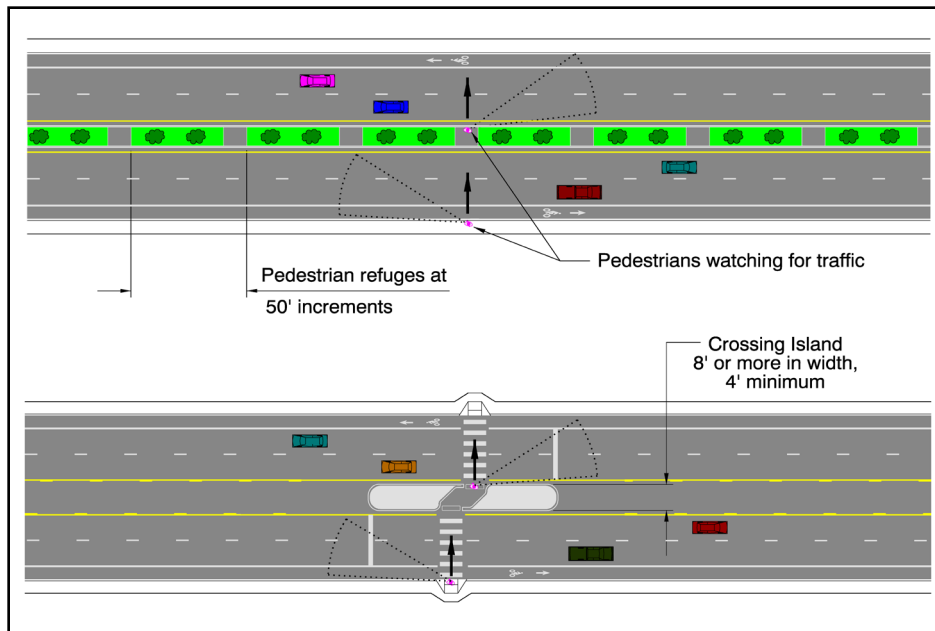 Pedestrians watching for traffic
Pedestrian refuges at
50' increments
Crossing Island
8' or more in width,
4' minimum